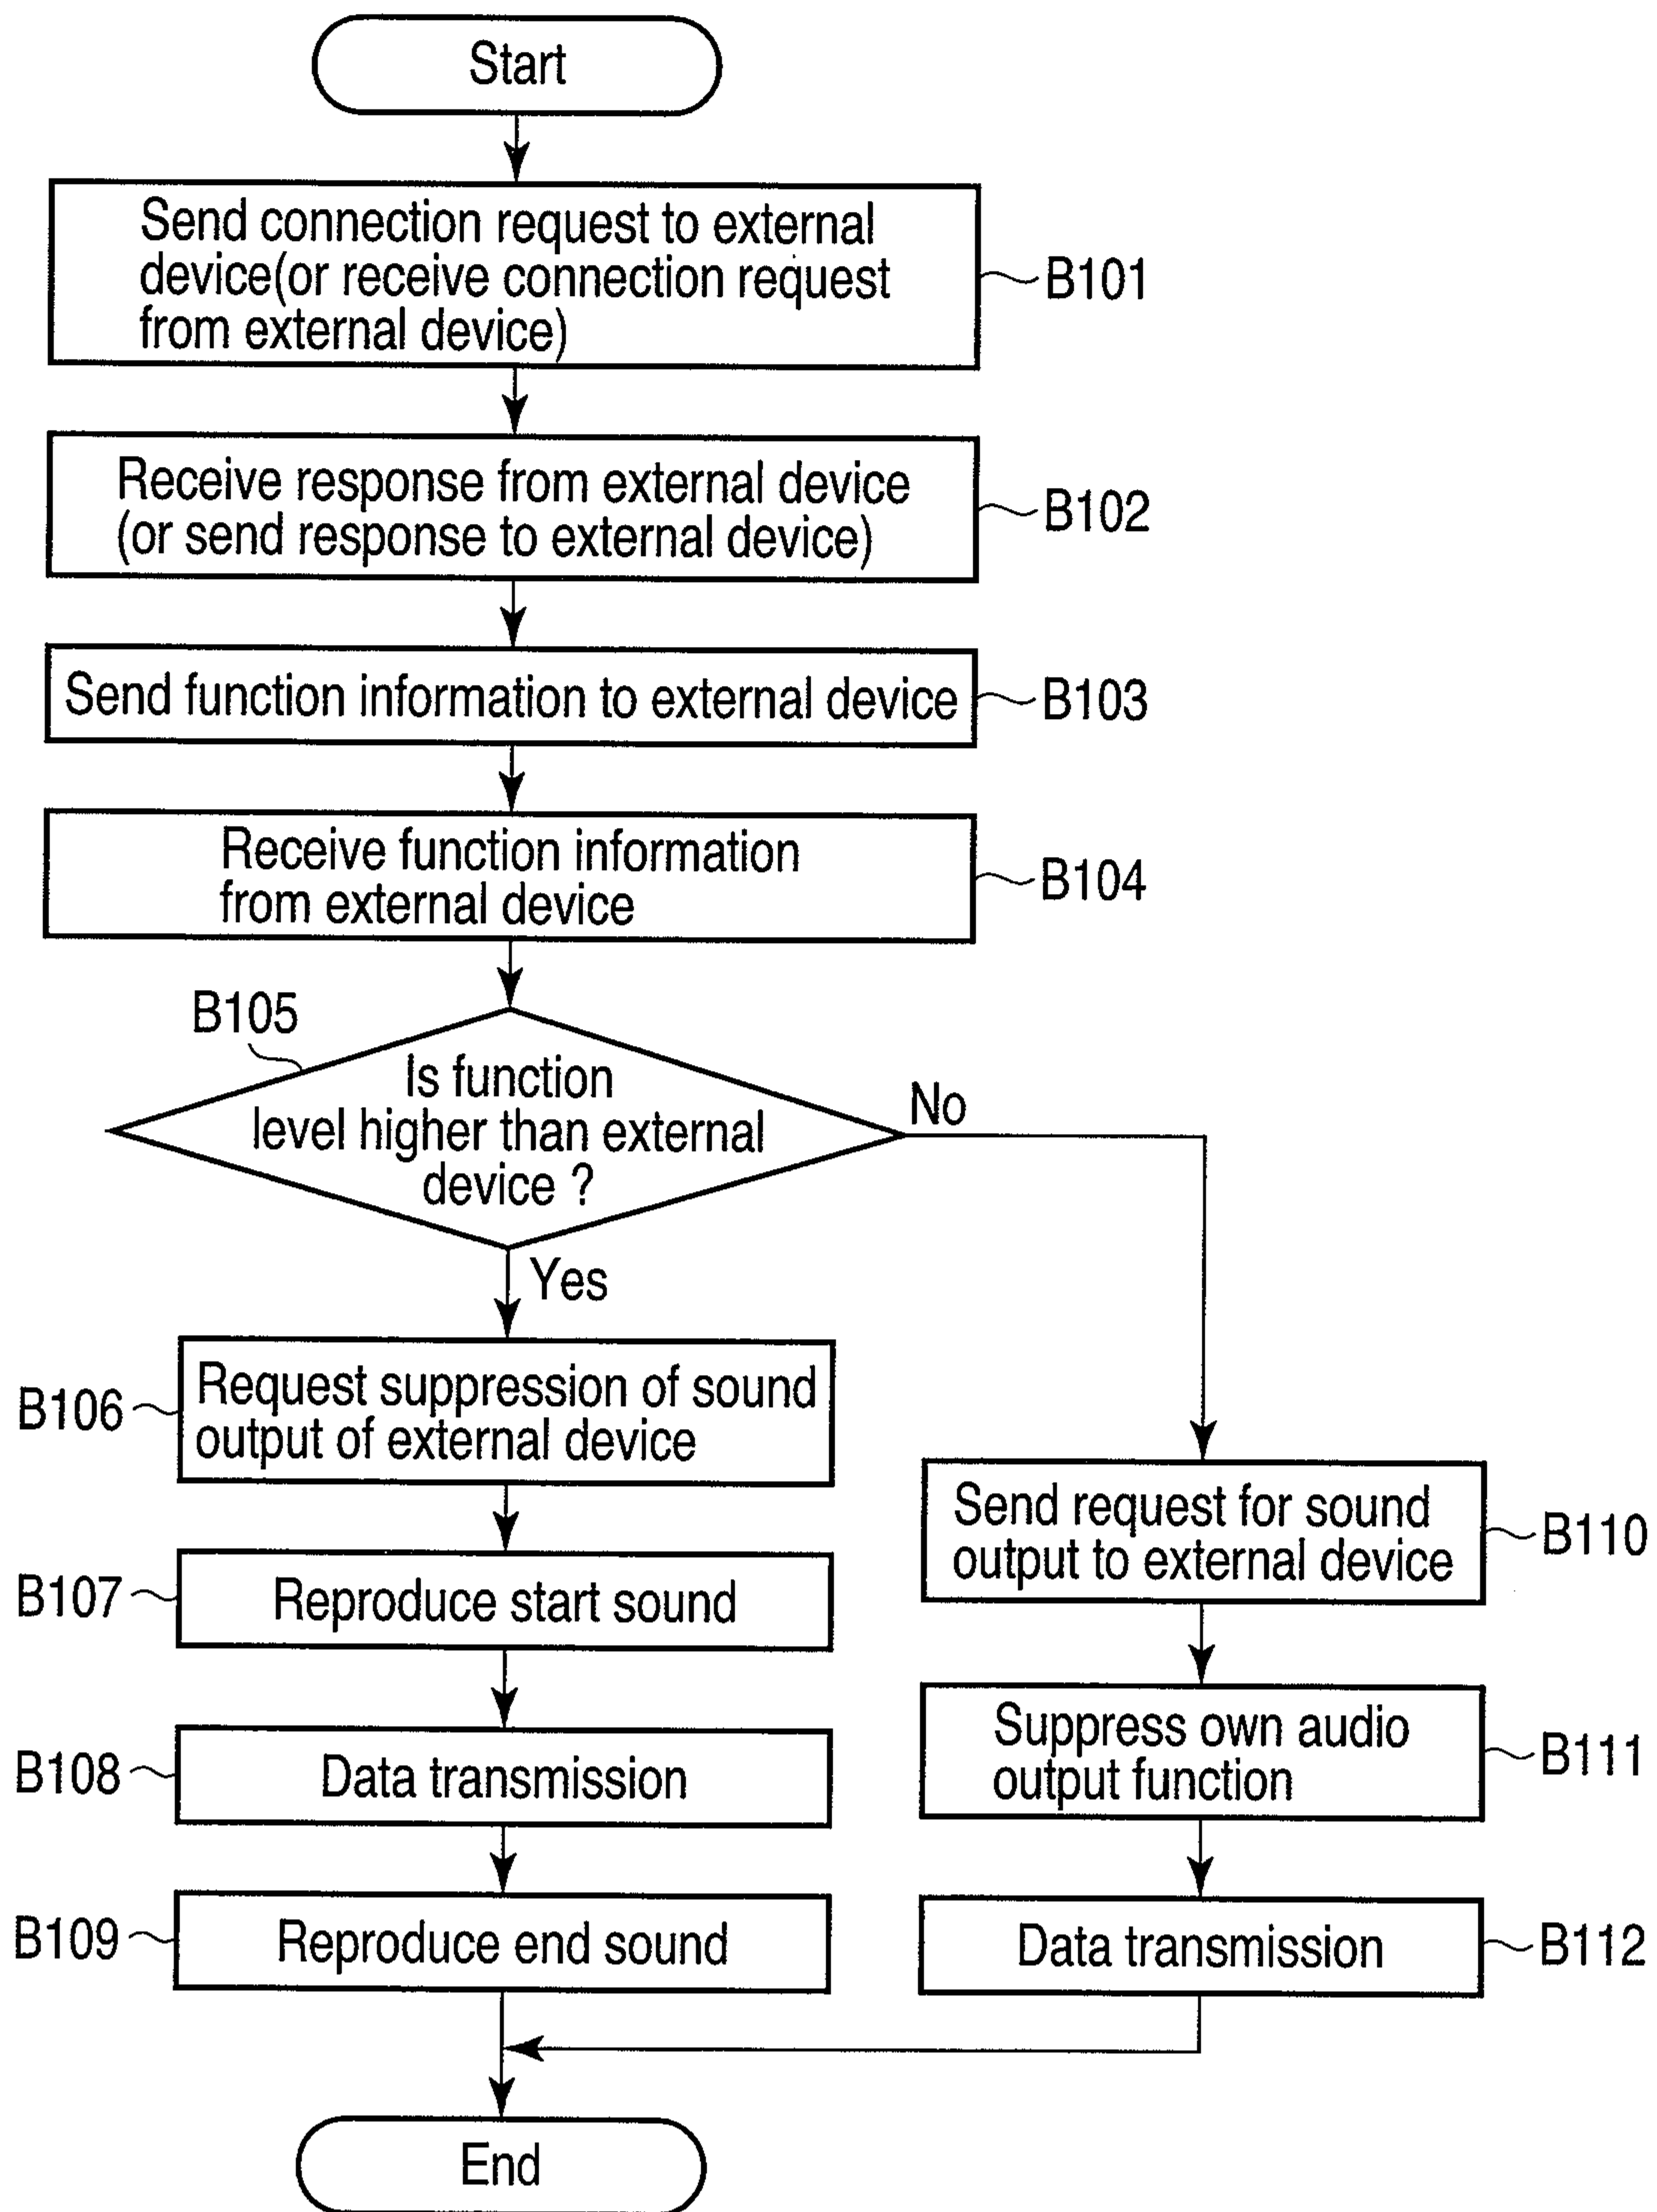 Start
Send connection request to external
device(or receive connection request
from external device)
B101
Receive response from external device
(or send response to external device)
B102
Send function information to external device
B103
Receive function information
from external device
B104
B105
Is function
level higher than external
device ?
No
Yes
B106
Request suppression of sound
output of external device
B107
Reproduce start sound
B108
Data transmission
B109
Reproduce end sound
Send request for sound
output to external device
B110
Suppress own audio
output function
B111
Data transmission
B112
End